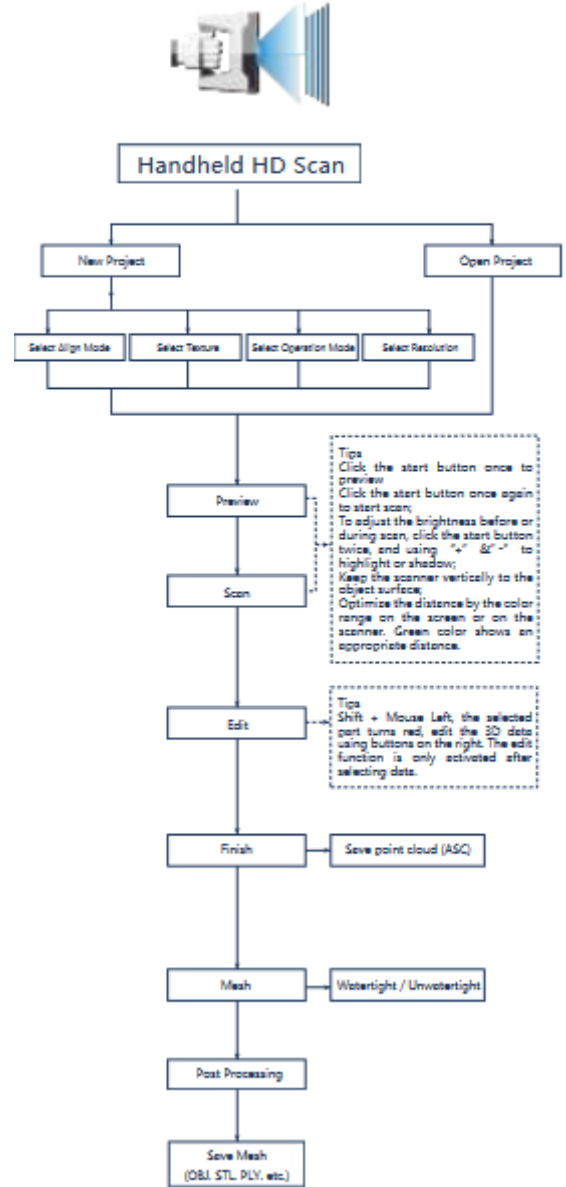 Handheld HD Scan
New Project
Open Project
Select Align Mode
Select Texture
Select Operation Mode
Select Resolution
Preview
Tips
Click the start button once to
preview
Click the start button once again
to start scan;
To adjust the brightness before or
during scan, click the start button
twice, and using "+" &"-" to
highlight or shadow;
Keep the scanner vertically to the
object surface;
Optimize the distance by the color
range on the screen or on the
scanner. Green color shows an
appropriate distance.
Scan
Edit
Tips
Shift + Mouse Left, the selected
part turns red, edit the 3D data
using buttons on the right. The edit
function is only activated after
selecting data.
Finish
Save point cloud (ASC)
Mesh
Watertight / Unwatertight
Post Processing
Save Mesh
(OBJ. STL. PLY. etc.)